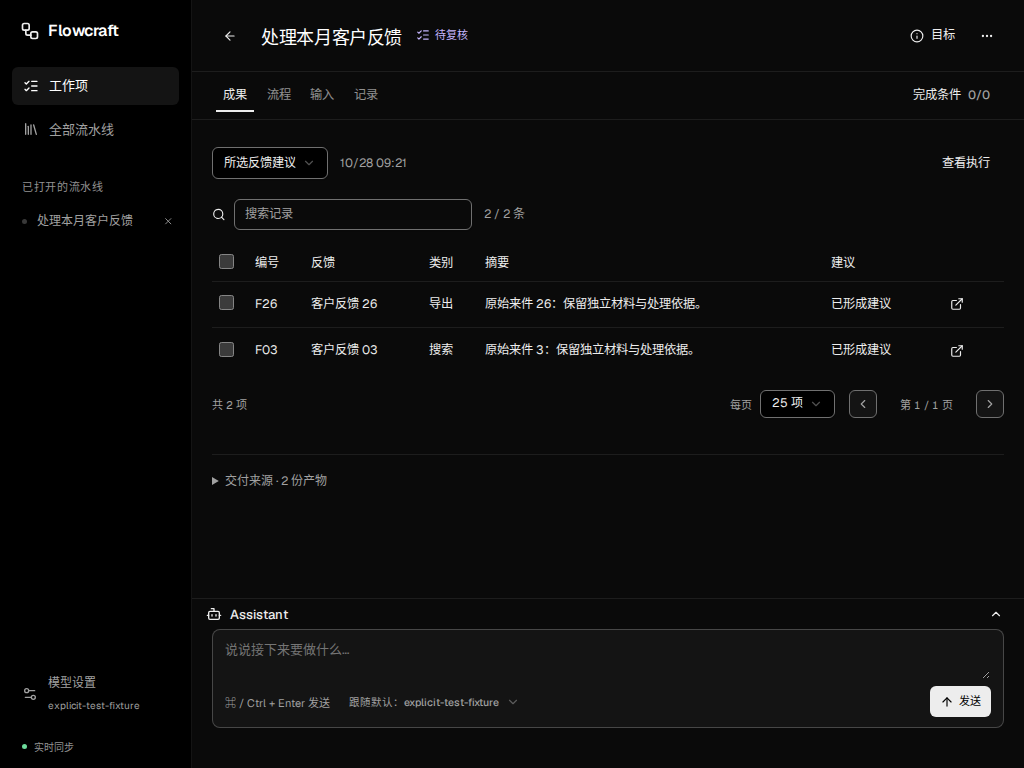 Flowcraft
工作项
全部流水线
已打开的流水线
处理本月客户反馈
模型设置
explicit-test-fixture
实时同步
处理本月客户反馈 待复核
目标
成果 流程 输入 记录
完成条件 0/0
所选反馈建议 10/28 09:21
查看执行
搜索记录 2 / 2 条
编号 反馈 类别 摘要 建议
F26 客户反馈 26 导出 原始来件 26：保留独立材料与处理依据。 已形成建议
F03 客户反馈 03 搜索 原始来件 3：保留独立材料与处理依据。 已形成建议
共 2 项
每页 25 项 第 1 / 1 页
交付来源 · 2 份产物
Assistant
说说接下来要做什么…
⌘ / Ctrl + Enter 发送 跟随默认：explicit-test-fixture
发送